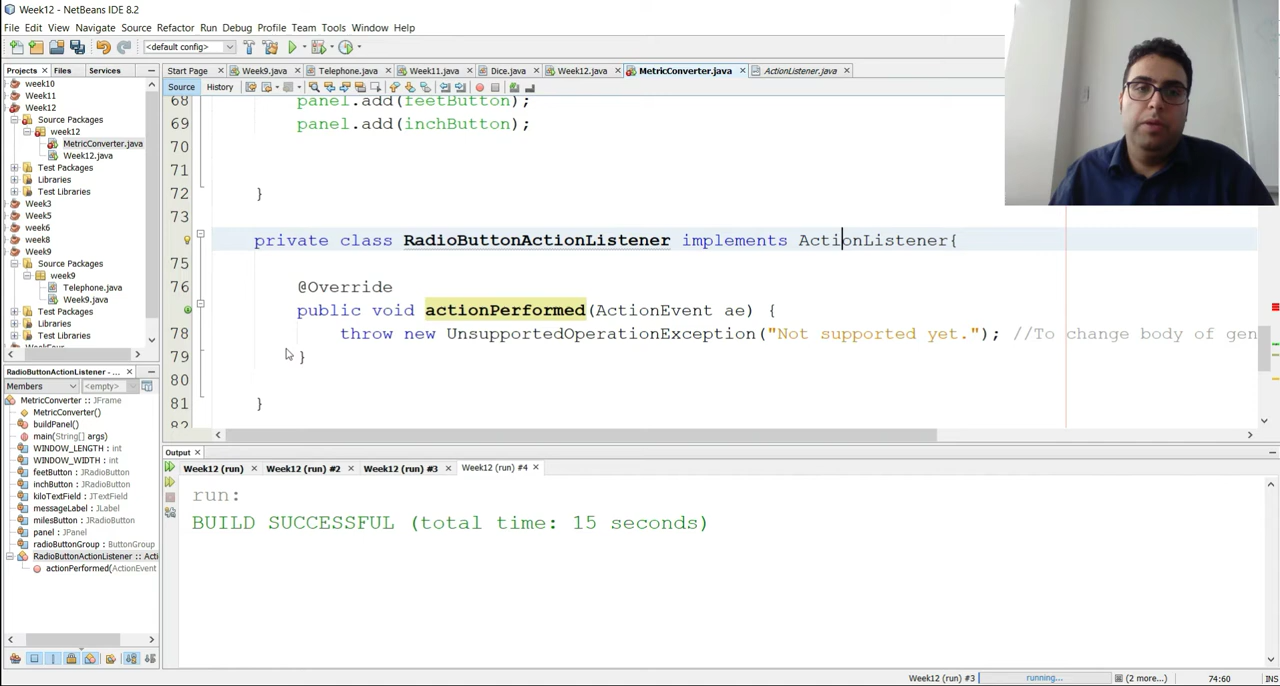 Week12 - NetBeans IDE 8.2
File Edit View Navigate Source Refactor Run Debug Profile Team Tools Window Help
<default config>
Projects Files Services
Start Page Week9.java Telephone.java Week11.java Dice.java Week12.java MetricConverter.java ActionListener.java
Source History
week10
Week11
Week12
Source Packages
week12
MetricConverter.java
Week12.java
Test Packages
Libraries
Test Libraries
Week3
Week5
week6
week8
Week9
Source Packages
week9
Telephone.java
Week9.java
Test Packages
Libraries
Test Libraries
68 panel.add(feetButton);
69 panel.add(inchButton);
70
71
72 }
73
private class RadioButtonActionListener implements ActionListener{
75
76 @Override
public void actionPerformed(ActionEvent ae) {
78 throw new UnsupportedOperationException("Not supported yet."); //To change body of gen
79 }
80
81 }
82
RadioButtonActionListener - ...
Members <empty>
MetricConverter :: JFrame
MetricConverter()
buildPanel()
main(String[] args)
WINDOW_LENGTH : int
WINDOW_WIDTH : int
feetButton : JRadioButton
inchButton : JRadioButton
kiloTextField : JTextField
messageLabel : JLabel
milesButton : JRadioButton
panel : JPanel
radioButtonGroup : ButtonGroup
RadioButtonActionListener :: Acti
actionPerformed(ActionEvent
Output
Week12 (run) Week12 (run) #2 Week12 (run) #3 Week12 (run) #4
run:
BUILD SUCCESSFUL (total time: 15 seconds)
Week12 (run) #3 running... (2 more...) 74:60 INS